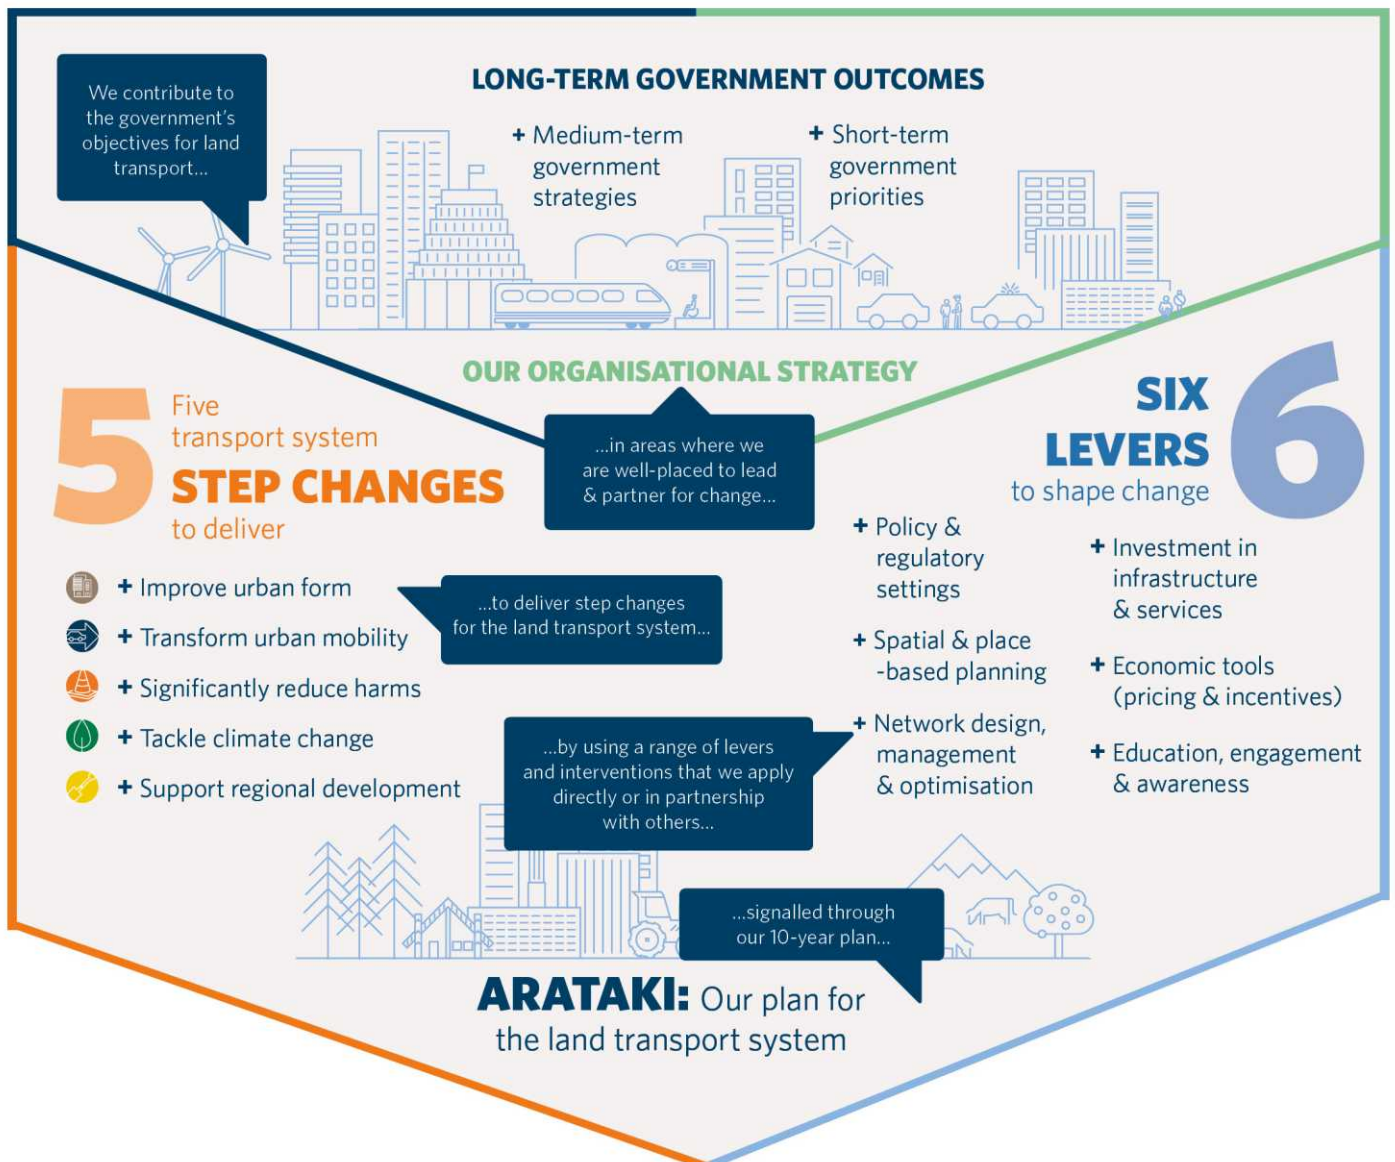 We contribute to
the government's
objectives for land
transport...
LONG-TERM GOVERNMENT OUTCOMES
+ Medium-term
government
strategies
+ Short-term
government
priorities
OUR ORGANISATIONAL STRATEGY
...in areas where we
are well-placed to lead
& partner for change...
5
Five
transport system
STEP CHANGES
to deliver
+ Improve urban form
+ Transform urban mobility
+ Significantly reduce harms
+ Tackle climate change
+ Support regional development
...to deliver step changes
for the land transport system...
SIX
LEVERS
to shape change
6
+ Policy &
regulatory
settings
+ Spatial & place
-based planning
+ Network design,
management
& optimisation
+ Investment in
infrastructure
& services
+ Economic tools
(pricing & incentives)
+ Education, engagement
& awareness
...by using a range of levers
and interventions that we apply
directly or in partnership
with others...
...signalled through
our 10-year plan...
ARATAKI: Our plan for
the land transport system